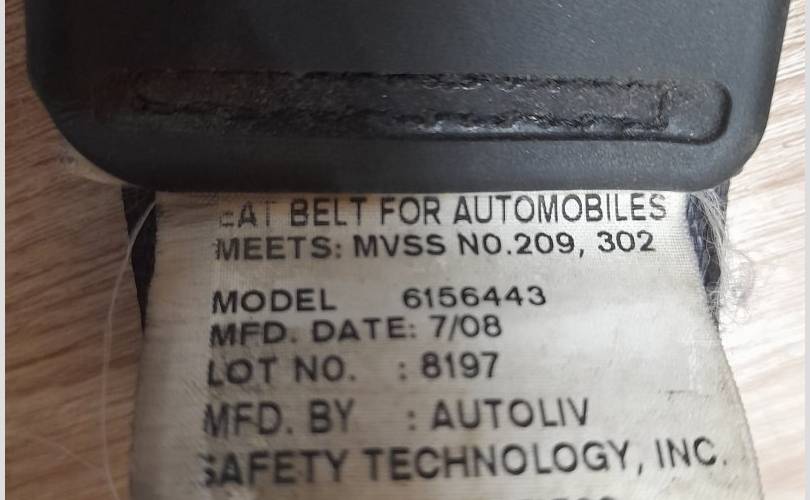 EAT BELT FOR AUTOMOBILES
MEETS: MVSS NO.209, 302
MODEL 6156443
MFD. DATE: 7/08
LOT NO. : 8197
MFD. BY : AUTOLIV
SAFETY TECHNOLOGY, INC.